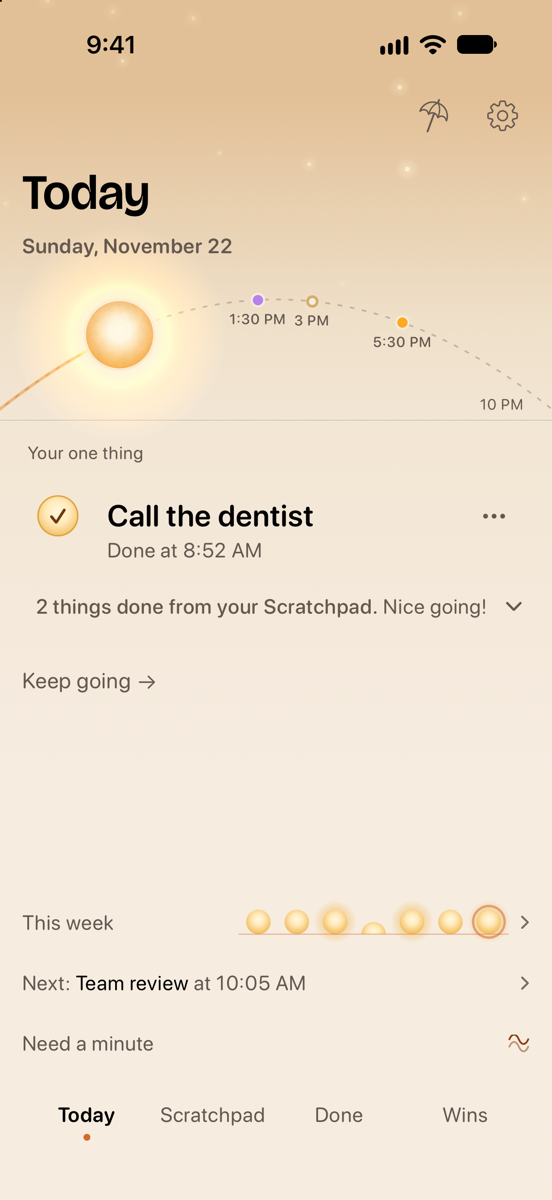 9:41
Today
Sunday, November 22
1:30 PM
3 PM
5:30 PM
10 PM
Your one thing
Call the dentist
Done at 8:52 AM
2 things done from your Scratchpad. Nice going!
Keep going →
This week
Next: Team review at 10:05 AM
Need a minute
Today Scratchpad Done Wins